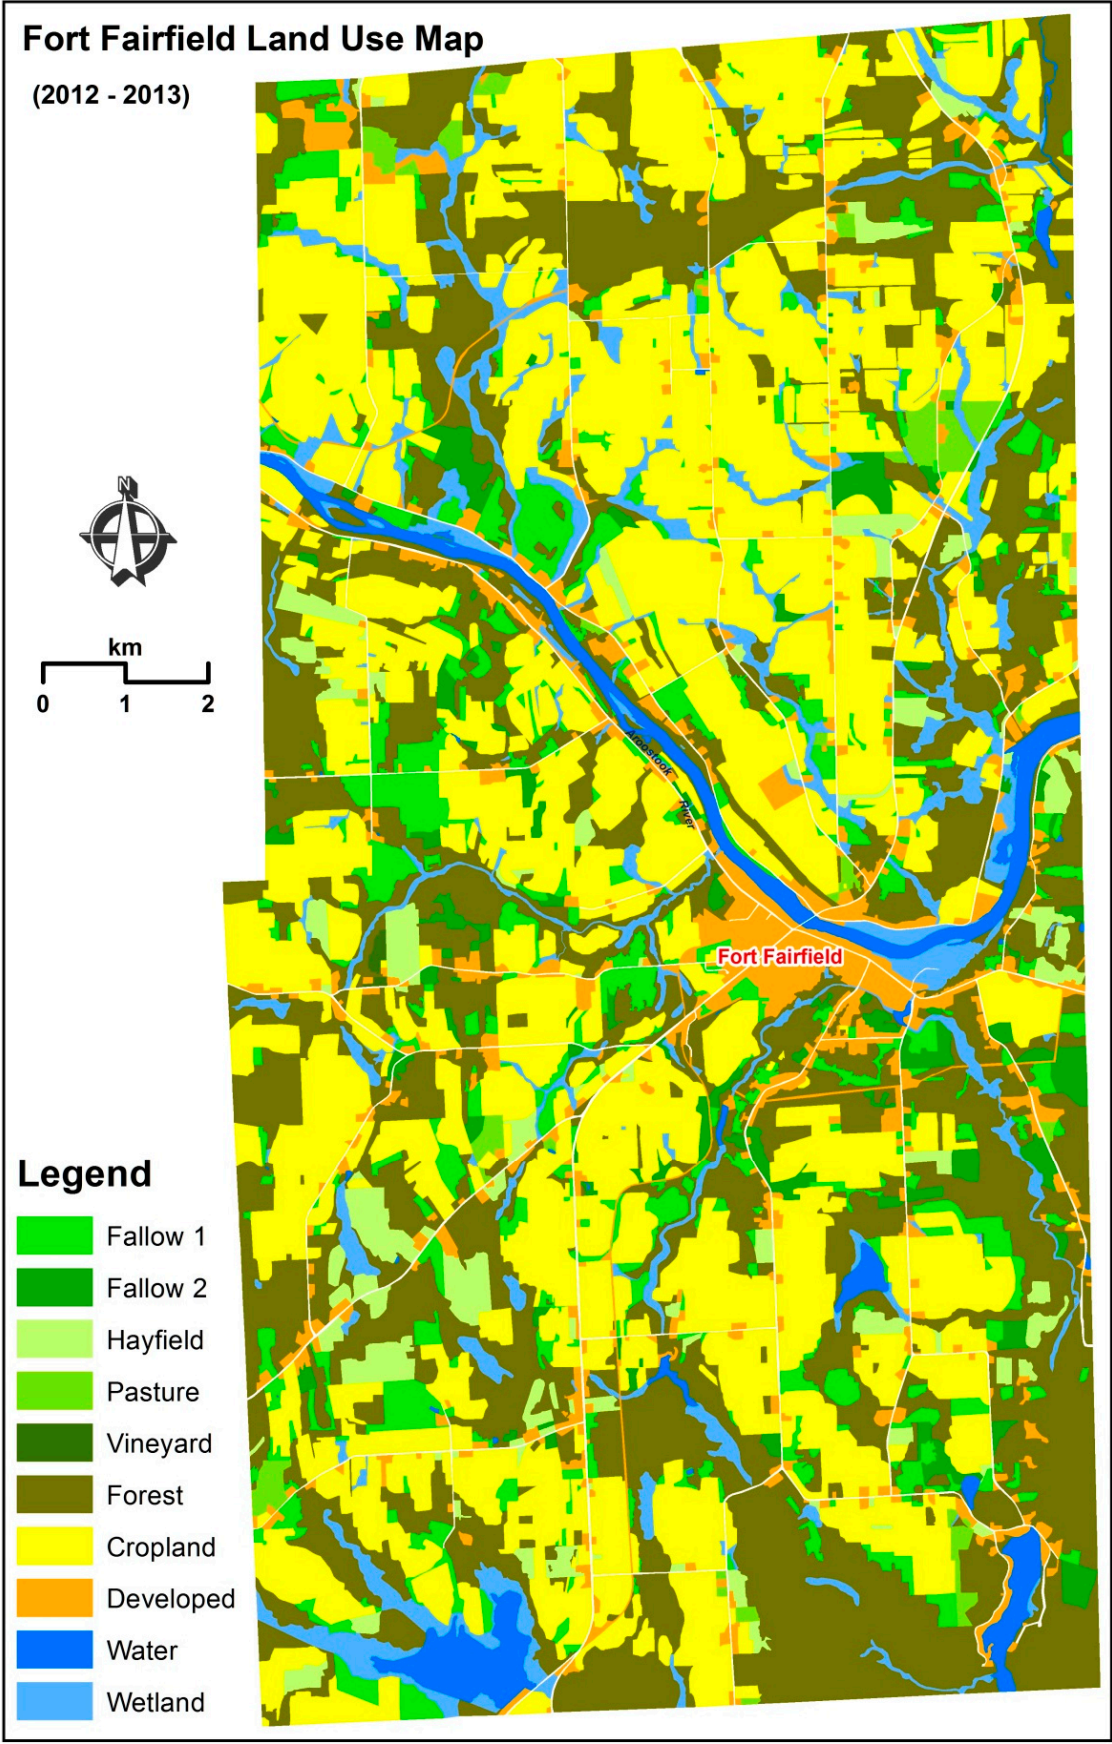 Fort Fairfield Land Use Map
(2012 - 2013)
N
km
0 1 2
Aroostook
River
Fort Fairfield
Legend
Fallow 1
Fallow 2
Hayfield
Pasture
Vineyard
Forest
Cropland
Developed
Water
Wetland